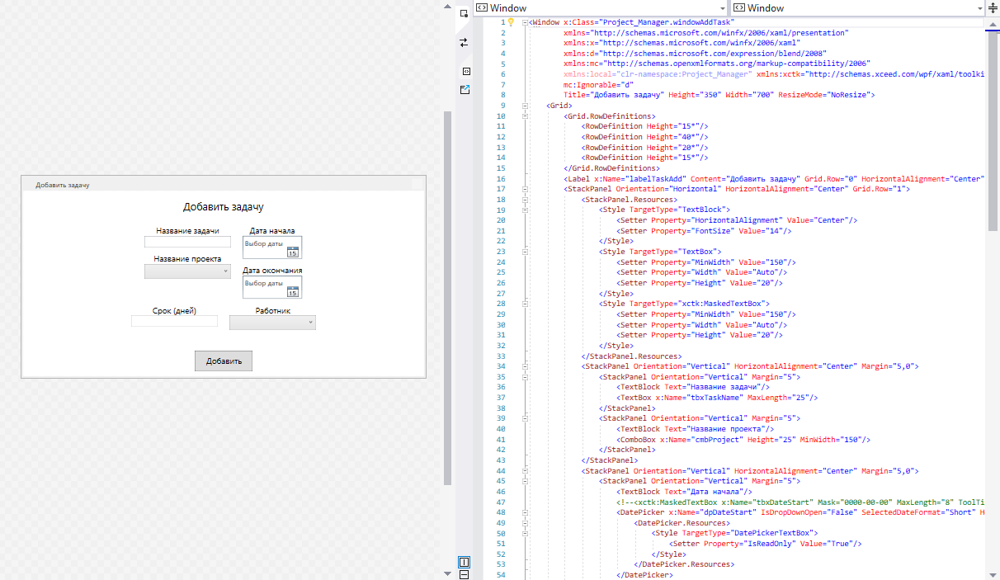 Window
Window
Добавить задачу
Добавить задачу
Название задачи
Дата начала
Выбор даты
15
Название проекта
Дата окончания
Выбор даты
15
Срок (дней)
Работник
Добавить
1 <Window x:Class="Project_Manager.windowAddTask"
2 xmlns="http://schemas.microsoft.com/winfx/2006/xaml/presentation"
3 xmlns:x="http://schemas.microsoft.com/winfx/2006/xaml"
4 xmlns:d="http://schemas.microsoft.com/expression/blend/2008"
5 xmlns:mc="http://schemas.openxmlformats.org/markup-compatibility/2006"
6 xmlns:local="clr-namespace:Project_Manager" xmlns:xctk="http://schemas.xceed.com/wpf/xaml/toolki
7 mc:Ignorable="d"
8 Title="Добавить задачу" Height="350" Width="700" ResizeMode="NoResize">
9 <Grid>
10 <Grid.RowDefinitions>
11 <RowDefinition Height="15*"/>
12 <RowDefinition Height="40*"/>
13 <RowDefinition Height="20*"/>
14 <RowDefinition Height="15*"/>
15 </Grid.RowDefinitions>
16 <Label x:Name="labelTaskAdd" Content="Добавить задачу" Grid.Row="0" HorizontalAlignment="Center"
17 <StackPanel Orientation="Horizontal" HorizontalAlignment="Center" Grid.Row="1">
18 <StackPanel.Resources>
19 <Style TargetType="TextBlock">
20 <Setter Property="HorizontalAlignment" Value="Center"/>
21 <Setter Property="FontSize" Value="14"/>
22 </Style>
23 <Style TargetType="TextBox">
24 <Setter Property="MinWidth" Value="150"/>
25 <Setter Property="Width" Value="Auto"/>
26 <Setter Property="Height" Value="20"/>
27 </Style>
28 <Style TargetType="xctk:MaskedTextBox">
29 <Setter Property="MinWidth" Value="150"/>
30 <Setter Property="Width" Value="Auto"/>
31 <Setter Property="Height" Value="20"/>
32 </Style>
33 </StackPanel.Resources>
34 <StackPanel Orientation="Vertical" HorizontalAlignment="Center" Margin="5,0">
35 <StackPanel Orientation="Vertical" Margin="5">
36 <TextBlock Text="Название задачи"/>
37 <TextBox x:Name="tbxTaskName" MaxLength="25"/>
38 </StackPanel>
39 <StackPanel Orientation="Vertical" Margin="5">
40 <TextBlock Text="Название проекта"/>
41 <ComboBox x:Name="cmbProject" Height="25" MinWidth="150"/>
42 </StackPanel>
43 </StackPanel>
44 <StackPanel Orientation="Vertical" HorizontalAlignment="Center" Margin="5,0">
45 <StackPanel Orientation="Vertical" Margin="5">
46 <TextBlock Text="Дата начала"/>
47 <!--<xctk:MaskedTextBox x:Name="tbxDateStart" Mask="0000-00-00" MaxLength="8" ToolTi
48 <DatePicker x:Name="dpDateStart" IsDropDownOpen="False" SelectedDateFormat="Short" H
49 <DatePicker.Resources>
50 <Style TargetType="DatePickerTextBox">
51 <Setter Property="IsReadOnly" Value="True"/>
52 </Style>
53 </DatePicker.Resources>
54 </DatePicker>